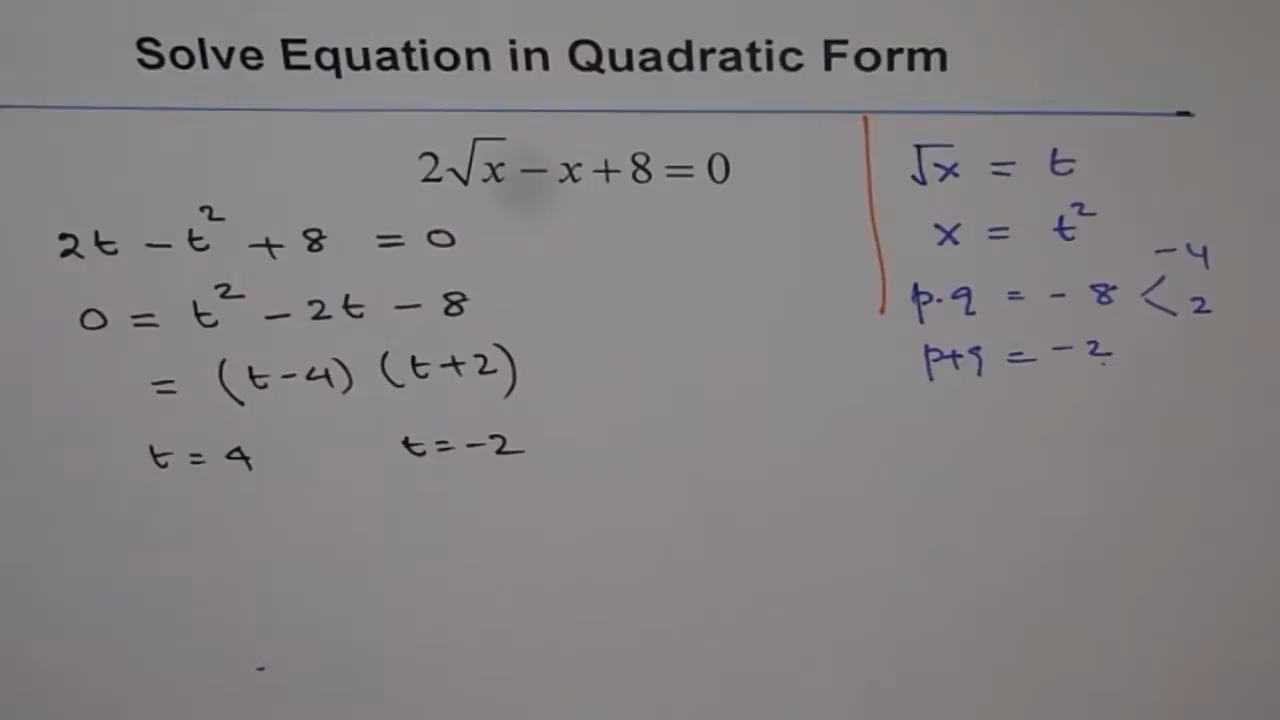 Solve Equation in Quadratic Form
2√x − x + 8 = 0
2t − t² + 8 = 0
0 = t² − 2t − 8
= (t − 4) (t + 2)
t = 4 t = −2
√x = t
x = t²
p·q = − 8 < −4 2
p+q = − 2